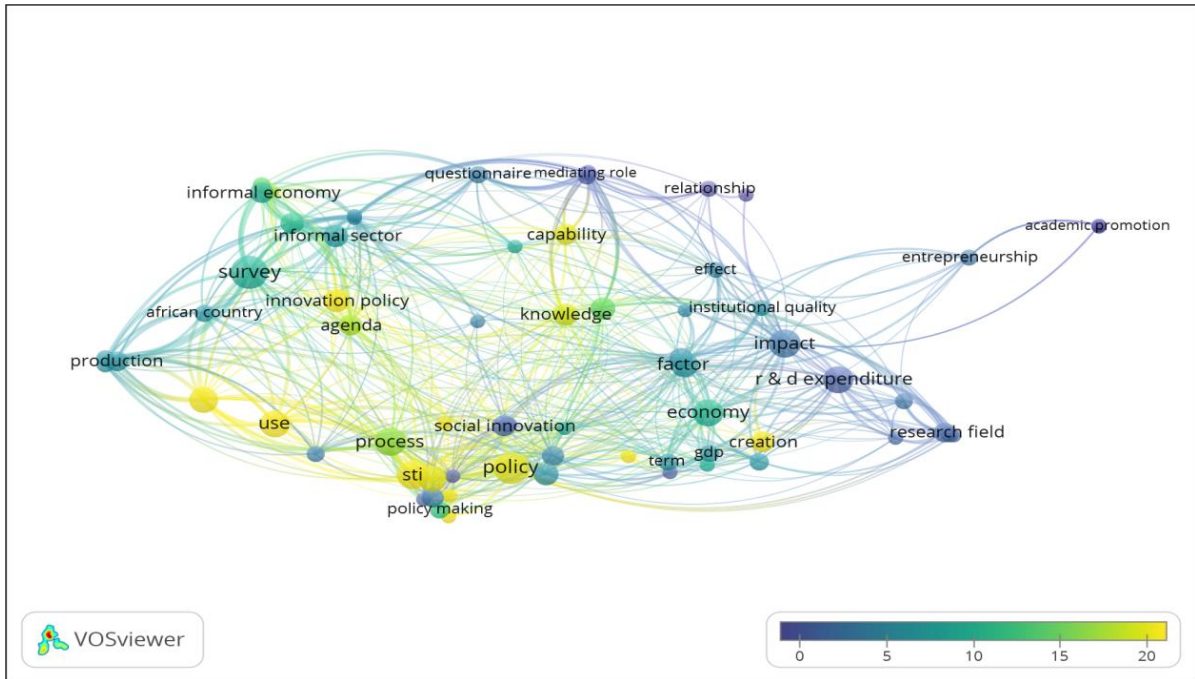 questionnaire
mediating role
relationship
informal economy
academic promotion
informal sector
capability
entrepreneurship
survey
effect
innovation policy
african country
agenda
knowledge
institutional quality
impact
production
factor
r & d expenditure
use
economy
process
social innovation
creation
research field
sti
policy
term
gdp
policy making
VOSviewer
0 5 10 15 20